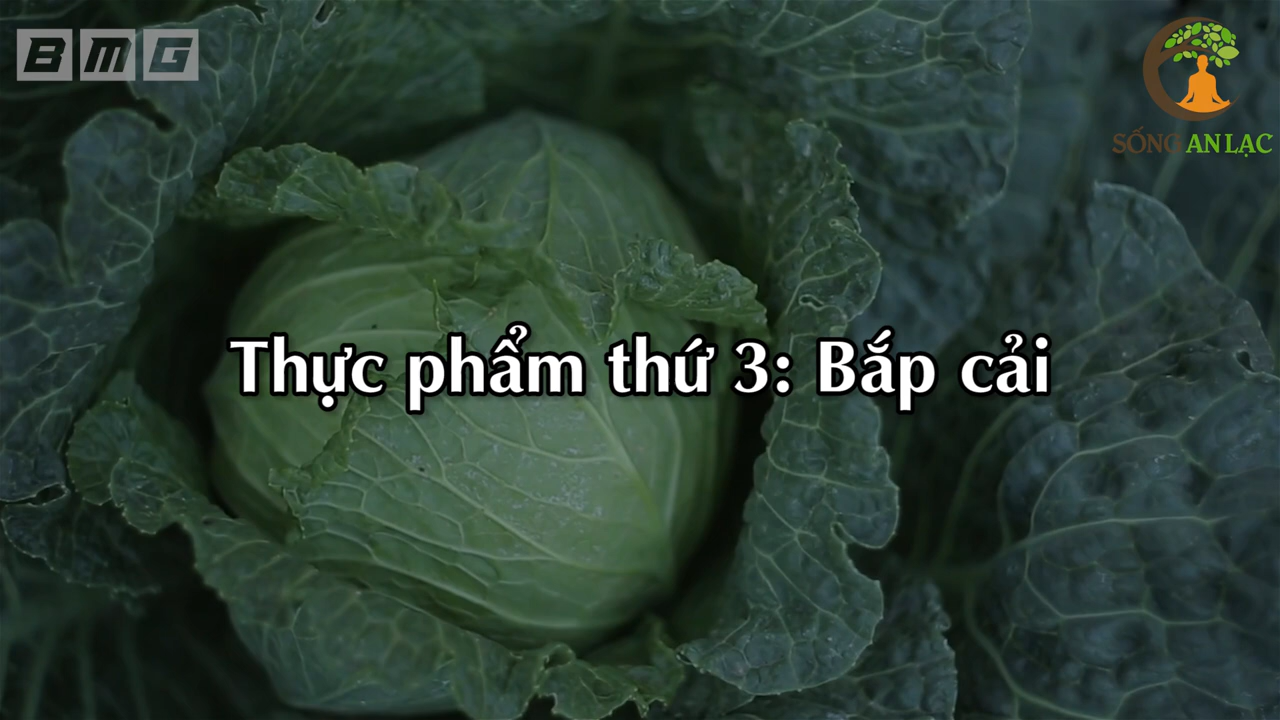 BMG
SỐNG AN LẠC
Thực phẩm thứ 3: Bắp cải